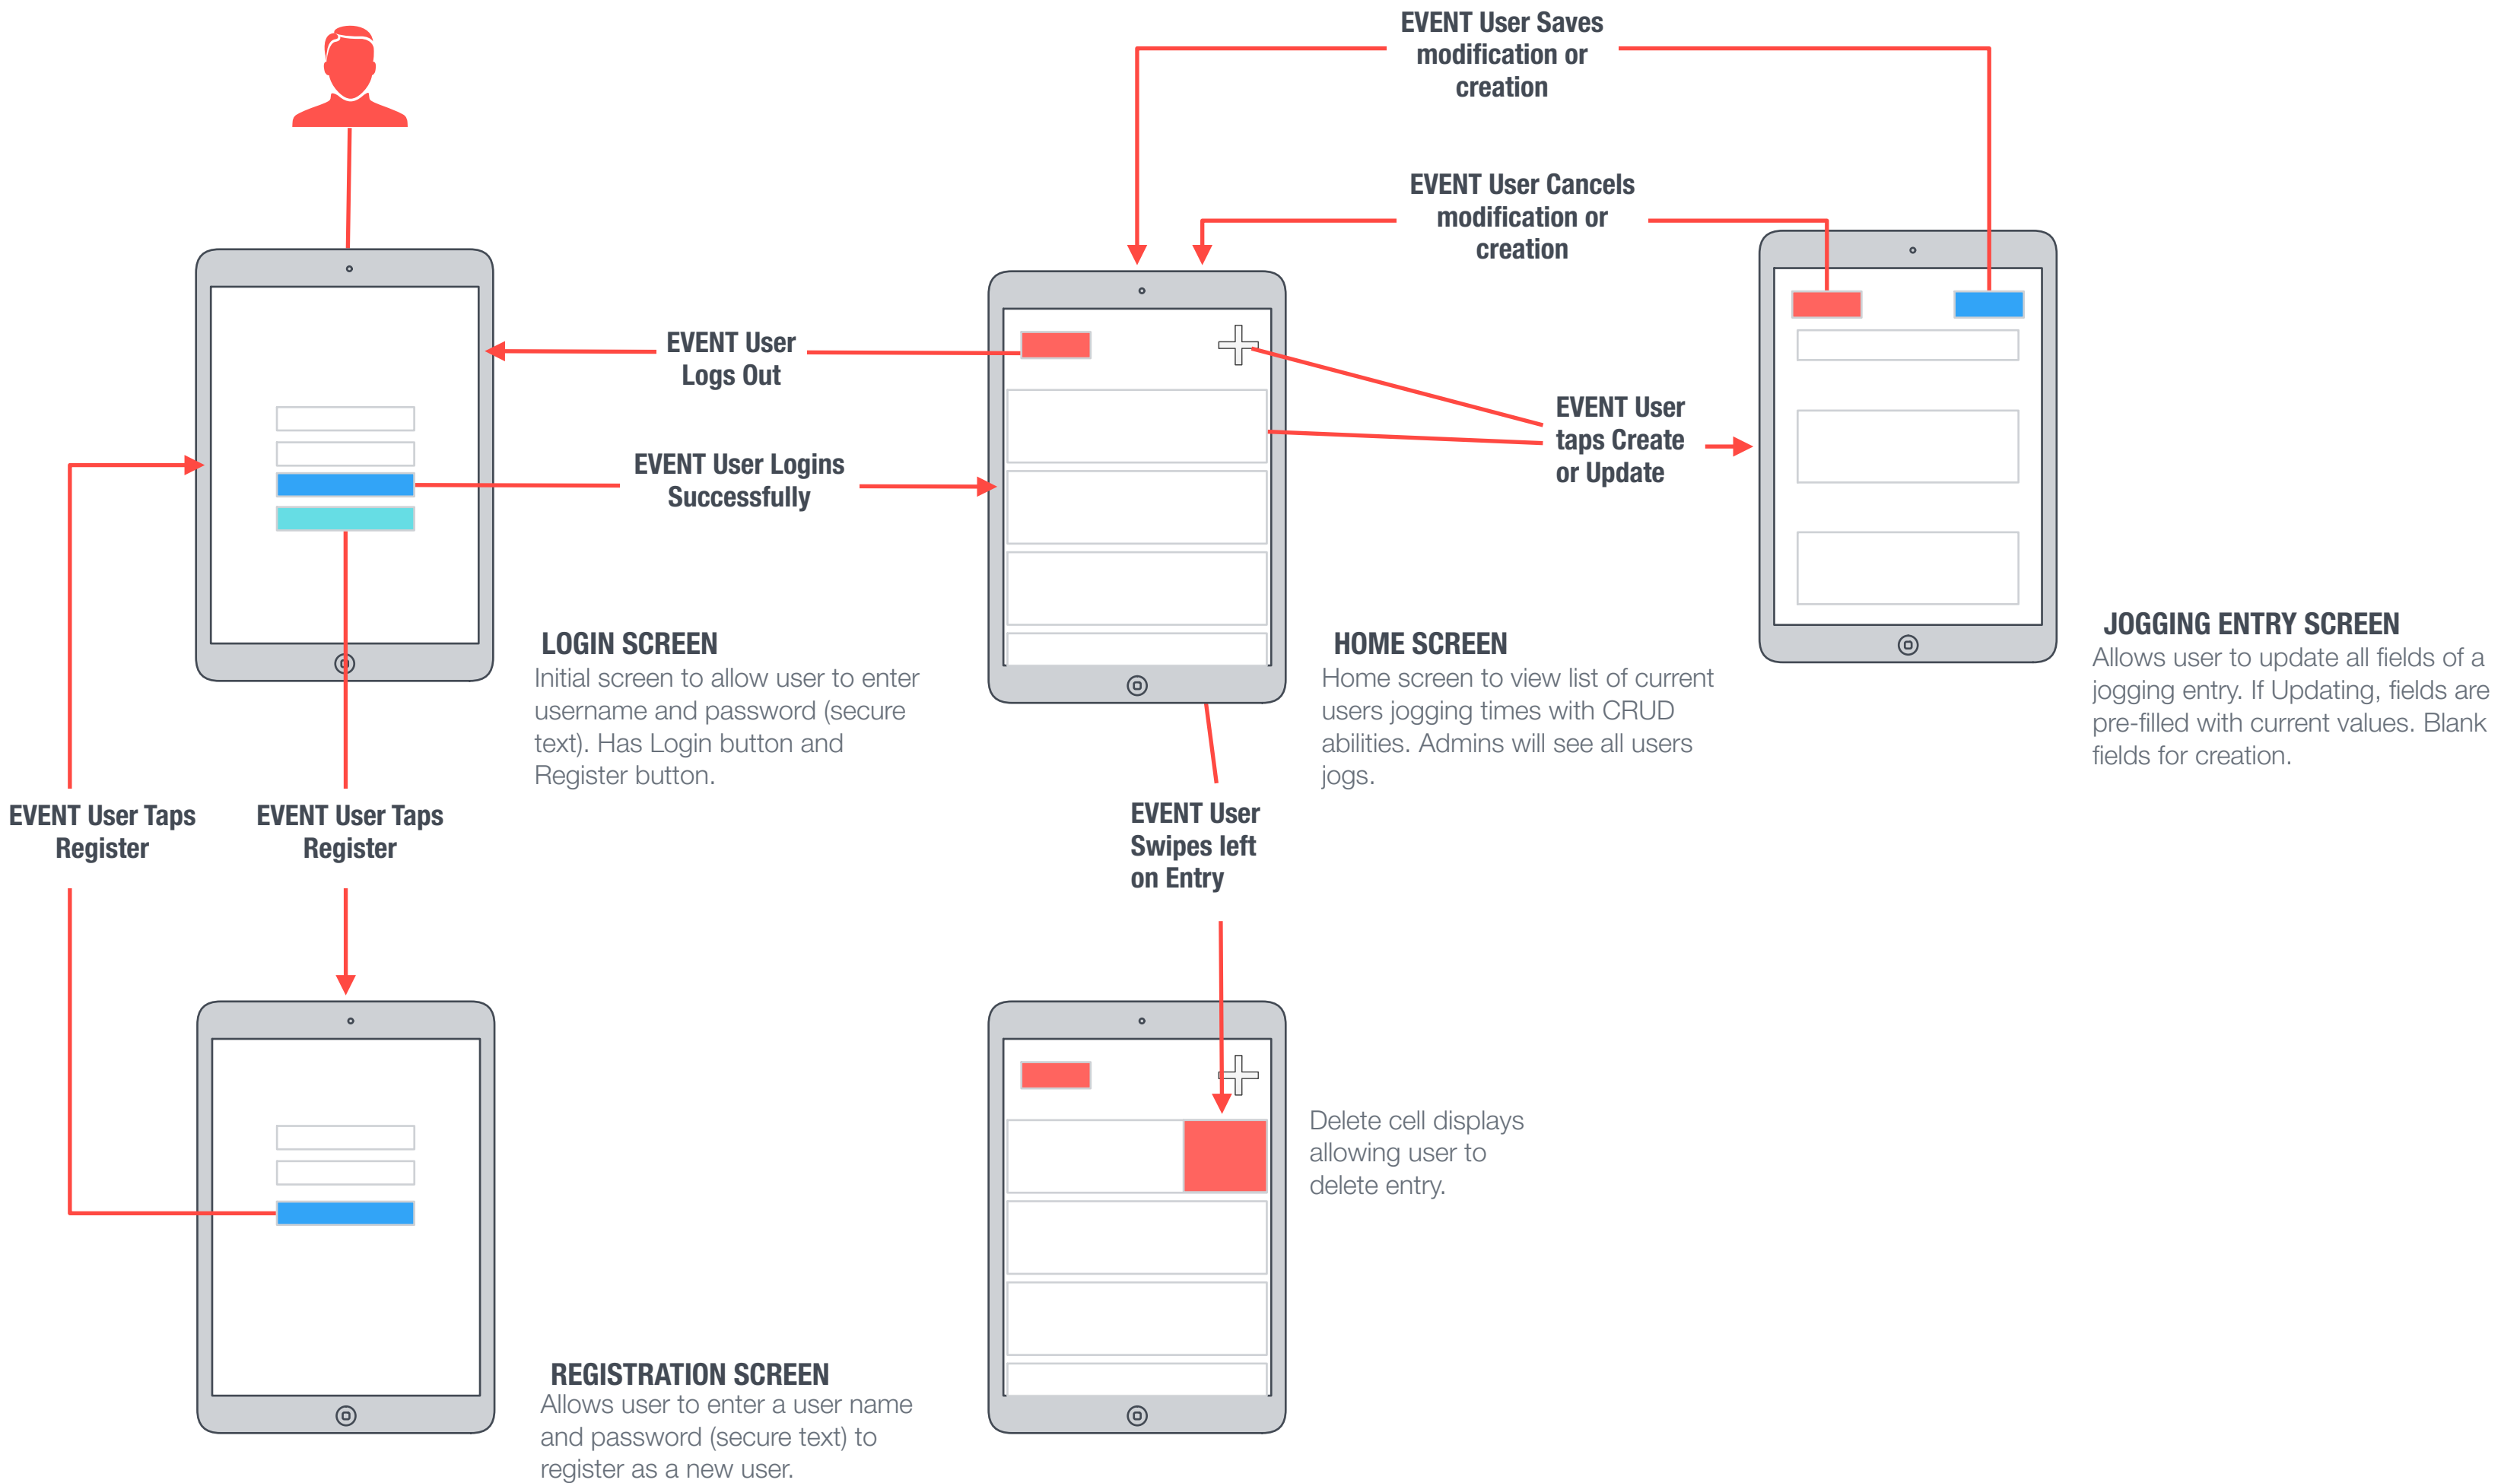 EVENT User Saves
modification or
creation
EVENT User Cancels
modification or
creation
EVENT User
Logs Out
EVENT User Logins
Successfully
EVENT User
taps Create
or Update
LOGIN SCREEN
Initial screen to allow user to enter
username and password (secure
text). Has Login button and
Register button.
HOME SCREEN
Home screen to view list of current
users jogging times with CRUD
abilities. Admins will see all users
jogs.
JOGGING ENTRY SCREEN
Allows user to update all fields of a
jogging entry. If Updating, fields are
pre-filled with current values. Blank
fields for creation.
EVENT User Taps
Register
EVENT User Taps
Register
EVENT User
Swipes left
on Entry
Delete cell displays
allowing user to
delete entry.
REGISTRATION SCREEN
Allows user to enter a user name
and password (secure text) to
register as a new user.